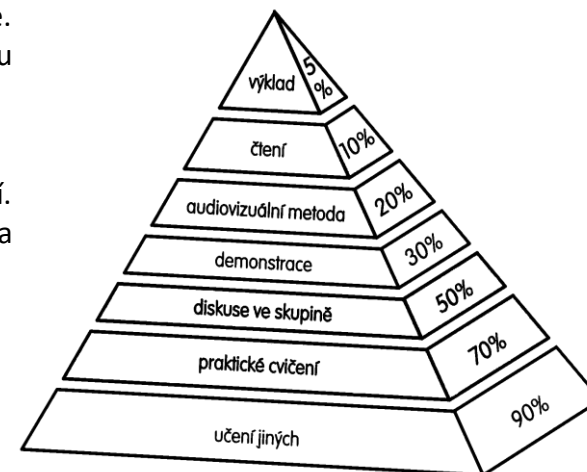 .
u
í.
a
výklad 5 %
čtení 10%
audiovizuální metoda 20%
demonstrace 30%
diskuse ve skupině 50%
praktické cvičení 70%
učení jiných 90%